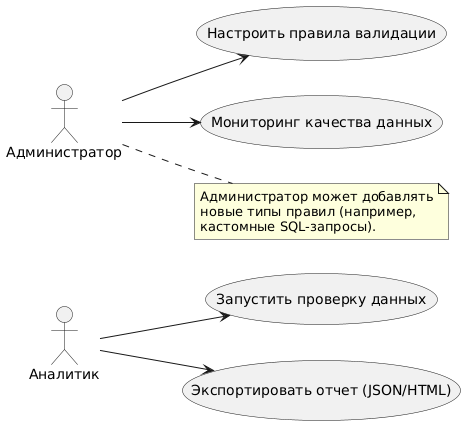 Настроить правила валидации
Мониторинг качества данных
Администратор
Администратор может добавлять
новые типы правил (например,
кастомные SQL-запросы).
Запустить проверку данных
Аналитик
Экспортировать отчет (JSON/HTML)